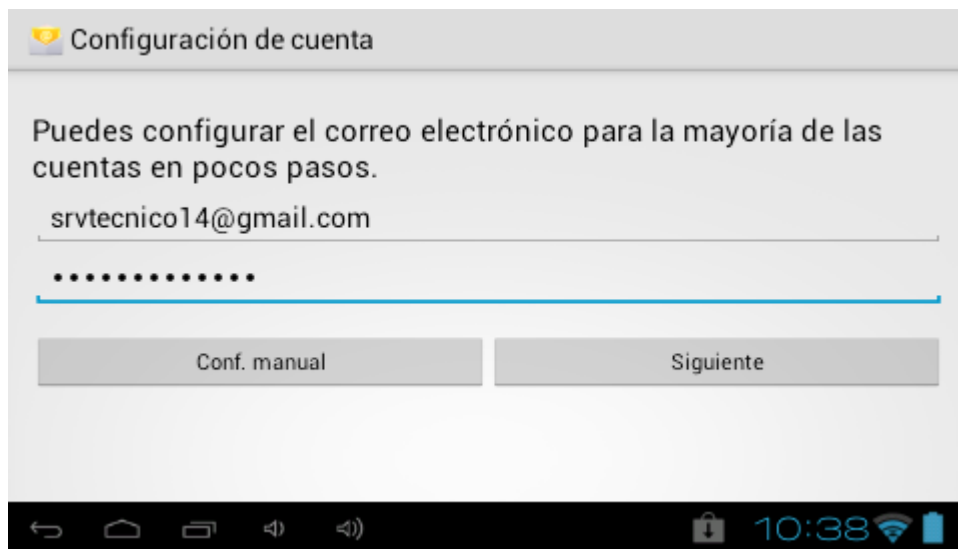 Configuración de cuenta
Puedes configurar el correo electrónico para la mayoría de las
cuentas en pocos pasos.
srvtecnico14@gmail.com
•••••••••••••
Conf. manual
Siguiente
10:38